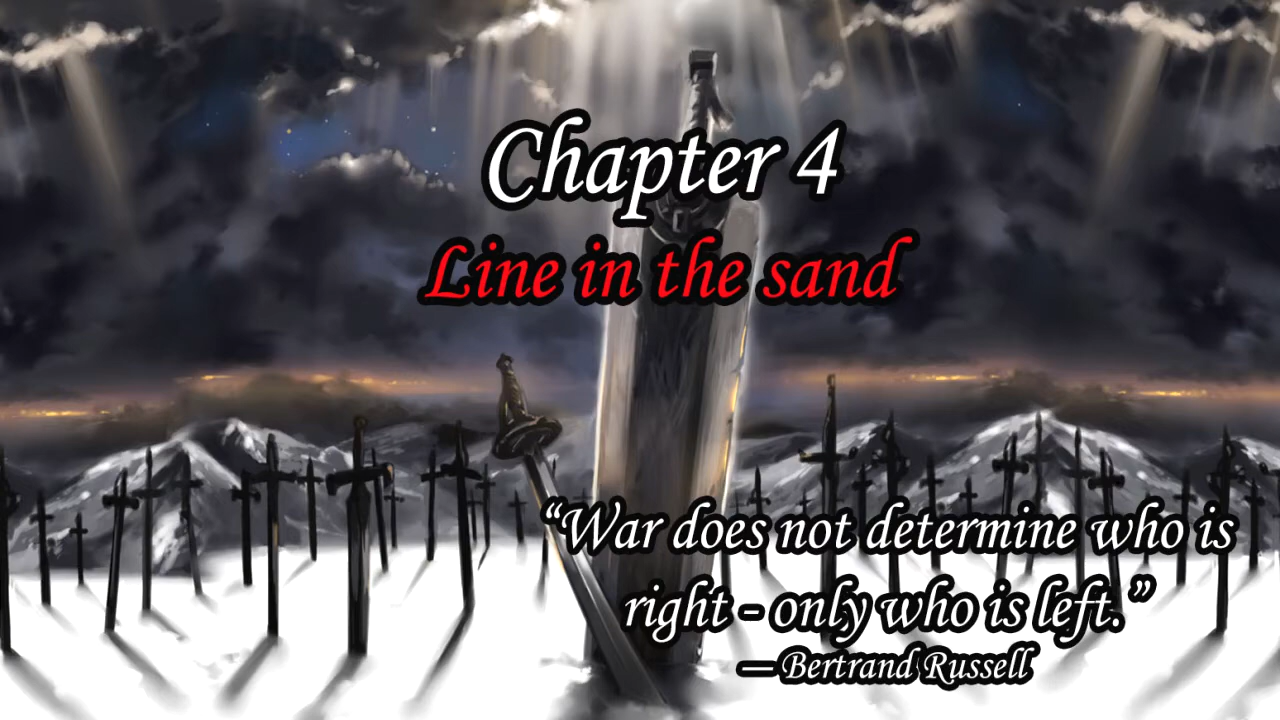 Chapter 4
Line in the sand
“War does not determine who is
right - only who is left.”
— Bertrand Russell